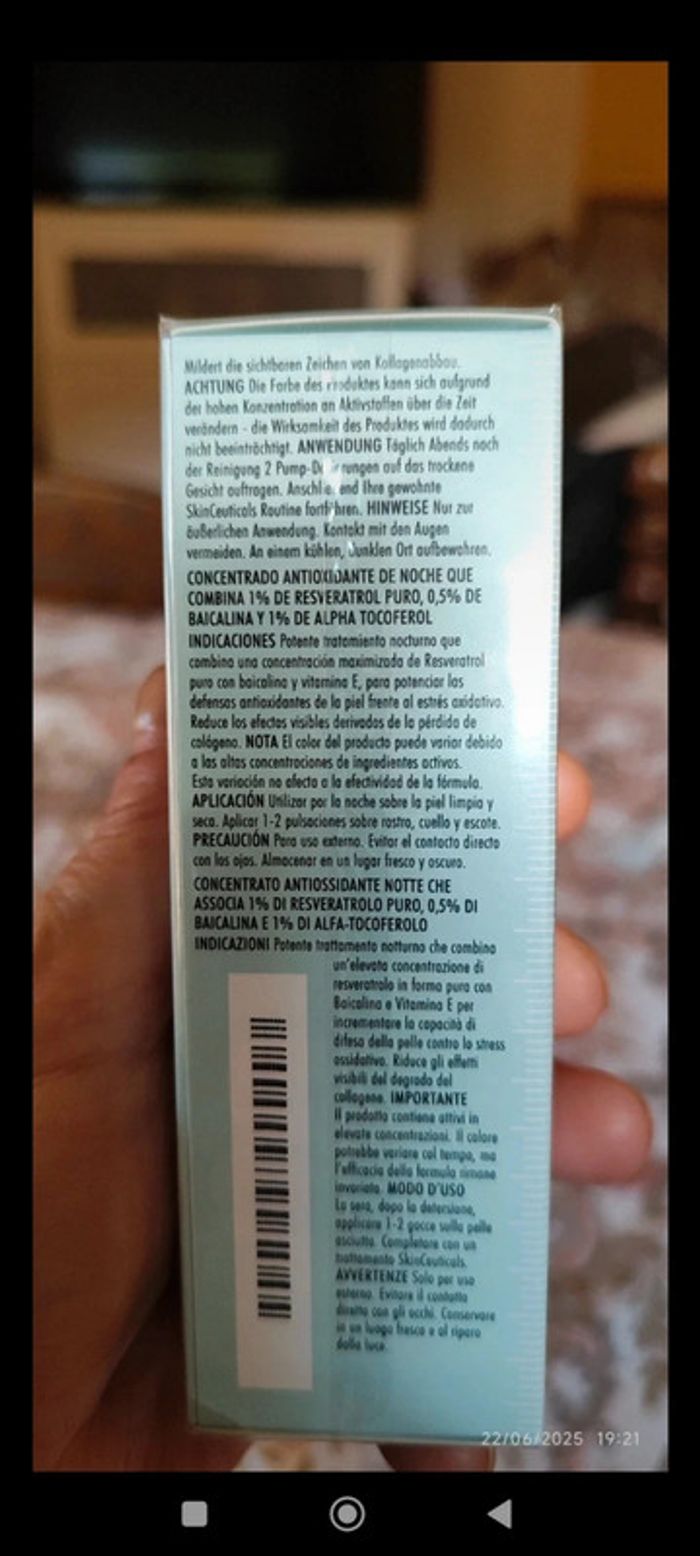 Mildert die sichtbaren Zeichen von Kollagenabbau.
ACHTUNG Die Farbe des Produktes kann sich aufgrund
der hohen Konzentration an Aktivstoffen über die Zeit
verändern - die Wirksamkeit des Produktes wird dadurch
nicht beeinträchtigt. ANWENDUNG Täglich Abends nach
der Reinigung 2 Pump- auf das trockene
Gesicht auftragen. Anschließend Ihre gewohnte
SkinCeuticals Routine fortführen. HINWEISE Nur zur
äußerlichen Anwendung. Kontakt mit den Augen
vermeiden. An einem kühlen, dunklen Ort aufbewahren.
CONCENTRADO ANTIOXIDANTE DE NOCHE QUE
COMBINA 1% DE RESVERATROL PURO, 0,5% DE
BAICALINA Y 1% DE ALPHA TOCOFEROL
INDICACIONES Potente tratamiento nocturno que
combina una concentración maximizada de Resveratrol
puro con baicalina y vitamina E, para potenciar las
defensas antioxidantes de la piel frente al estrés oxidativo.
Reduce los efectos visibles derivados de la pérdida de
colágeno. NOTA El color del producto puede variar debido
a las altas concentraciones de ingredientes activos.
Esta variación no afecta a la efectividad de la fórmula.
APLICACIÓN Utilizar por la noche sobre la piel limpia y
seca. Aplicar 1-2 pulsaciones sobre rostro, cuello y escote.
PRECAUCIÓN Para uso externo. Evitar el contacto directo
con los ojos. Almacenar en un lugar fresco y oscuro.
CONCENTRATO ANTIOSSIDANTE NOTTE CHE
ASSOCIA 1% DI RESVERATROLO PURO, 0,5% DI
BAICALINA E 1% DI ALFA-TOCOFEROLO
INDICAZIONI Potente trattamento notturno che combina
un'elevata concentrazione di
resveratrolo in forma pura con
Baicalina e Vitamina E per
incrementare la capacità di
difesa della pelle contro lo stress
ossidativo. Riduce gli effetti
visibili del degrado del
collagene. IMPORTANTE
Il prodotto contiene attivi in
elevate concentrazioni. Il colore
potrebbe variare col tempo, ma
l'efficacia della formula rimane
invariata. MODO D'USO
La sera, dopo la detersione,
applicare 1-2 gocce sulla pelle
asciutta. Completare con un
trattamento SkinCeuticals.
AVVERTENZE Solo per uso
esterno. Evitare il contatto
diretto con gli occhi. Conservare
in un luogo fresco e al riparo
dalla luce.
22/06/2025 19:21